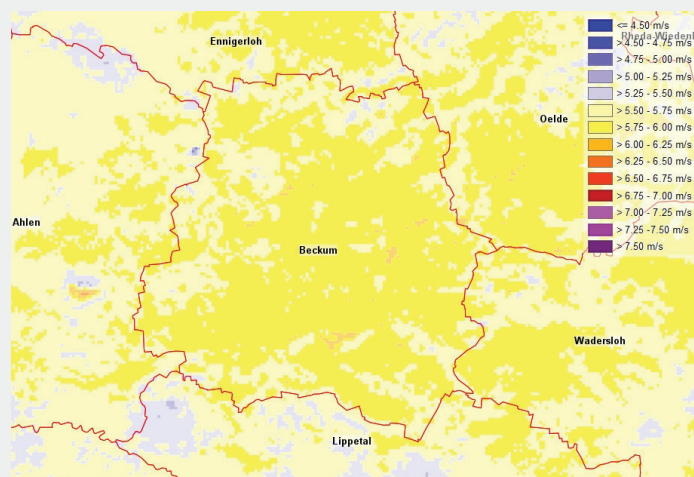 Ennigerloh
Oelde
Ahlen
Beckum
Wadersloh
Lippetal
<= 4.50 m/s
> 4.50 - 4.75 m/s
> 4.75 - 5.00 m/s
> 5.00 - 5.25 m/s
> 5.25 - 5.50 m/s
> 5.50 - 5.75 m/s
> 5.75 - 6.00 m/s
> 6.00 - 6.25 m/s
> 6.25 - 6.50 m/s
> 6.50 - 6.75 m/s
> 6.75 - 7.00 m/s
> 7.00 - 7.25 m/s
> 7.25 -7.50 m/s
> 7.50 m/s